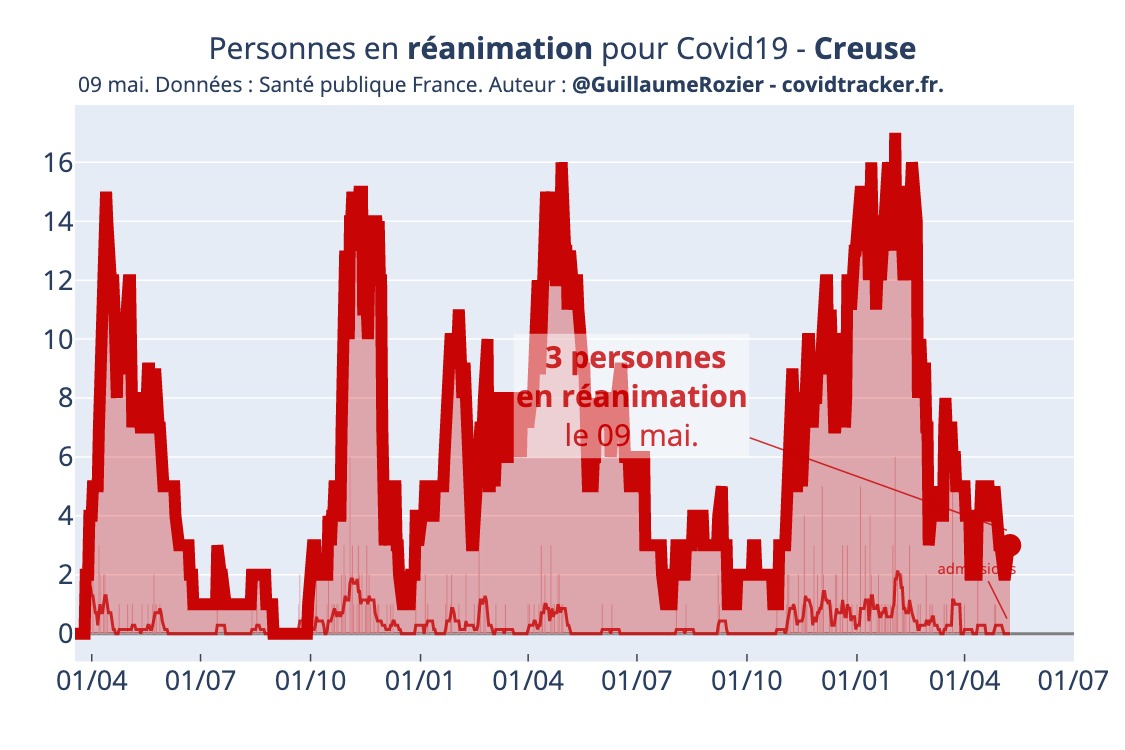 Personnes en réanimation pour Covid19 - Creuse
09 mai. Données : Santé publique France. Auteur : @GuillaumeRozier - covidtracker.fr.
16
14
12
10
8
6
4
2
0
3 personnes
en réanimation
le 09 mai.
admissions
01/04 01/07 01/10 01/01 01/04 01/07 01/10 01/01 01/04 01/07